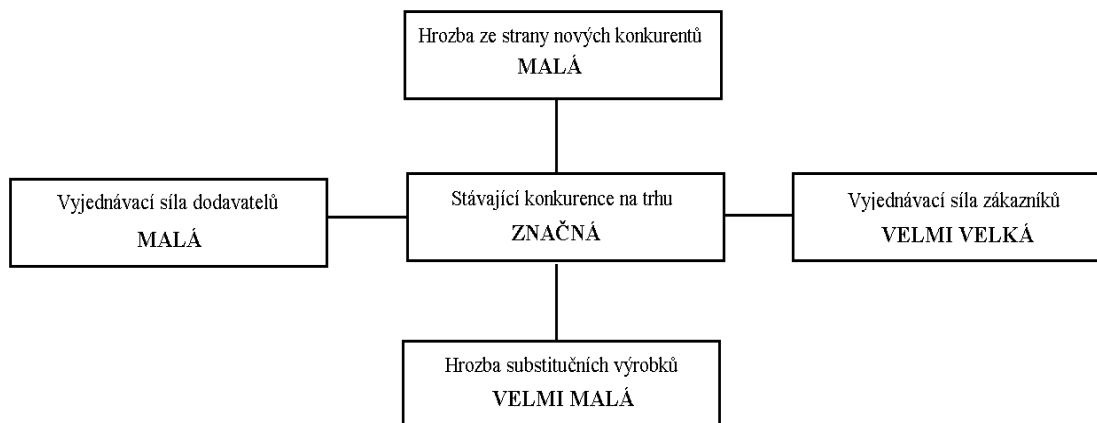 Hrozba ze strany nových konkurentů
MALÁ
Vyjednávací síla dodavatelů
MALÁ
Stávající konkurence na trhu
ZNAČNÁ
Vyjednávací síla zákazníků
VELMI VELKÁ
Hrozba substitučních výrobků
VELMI MALÁ